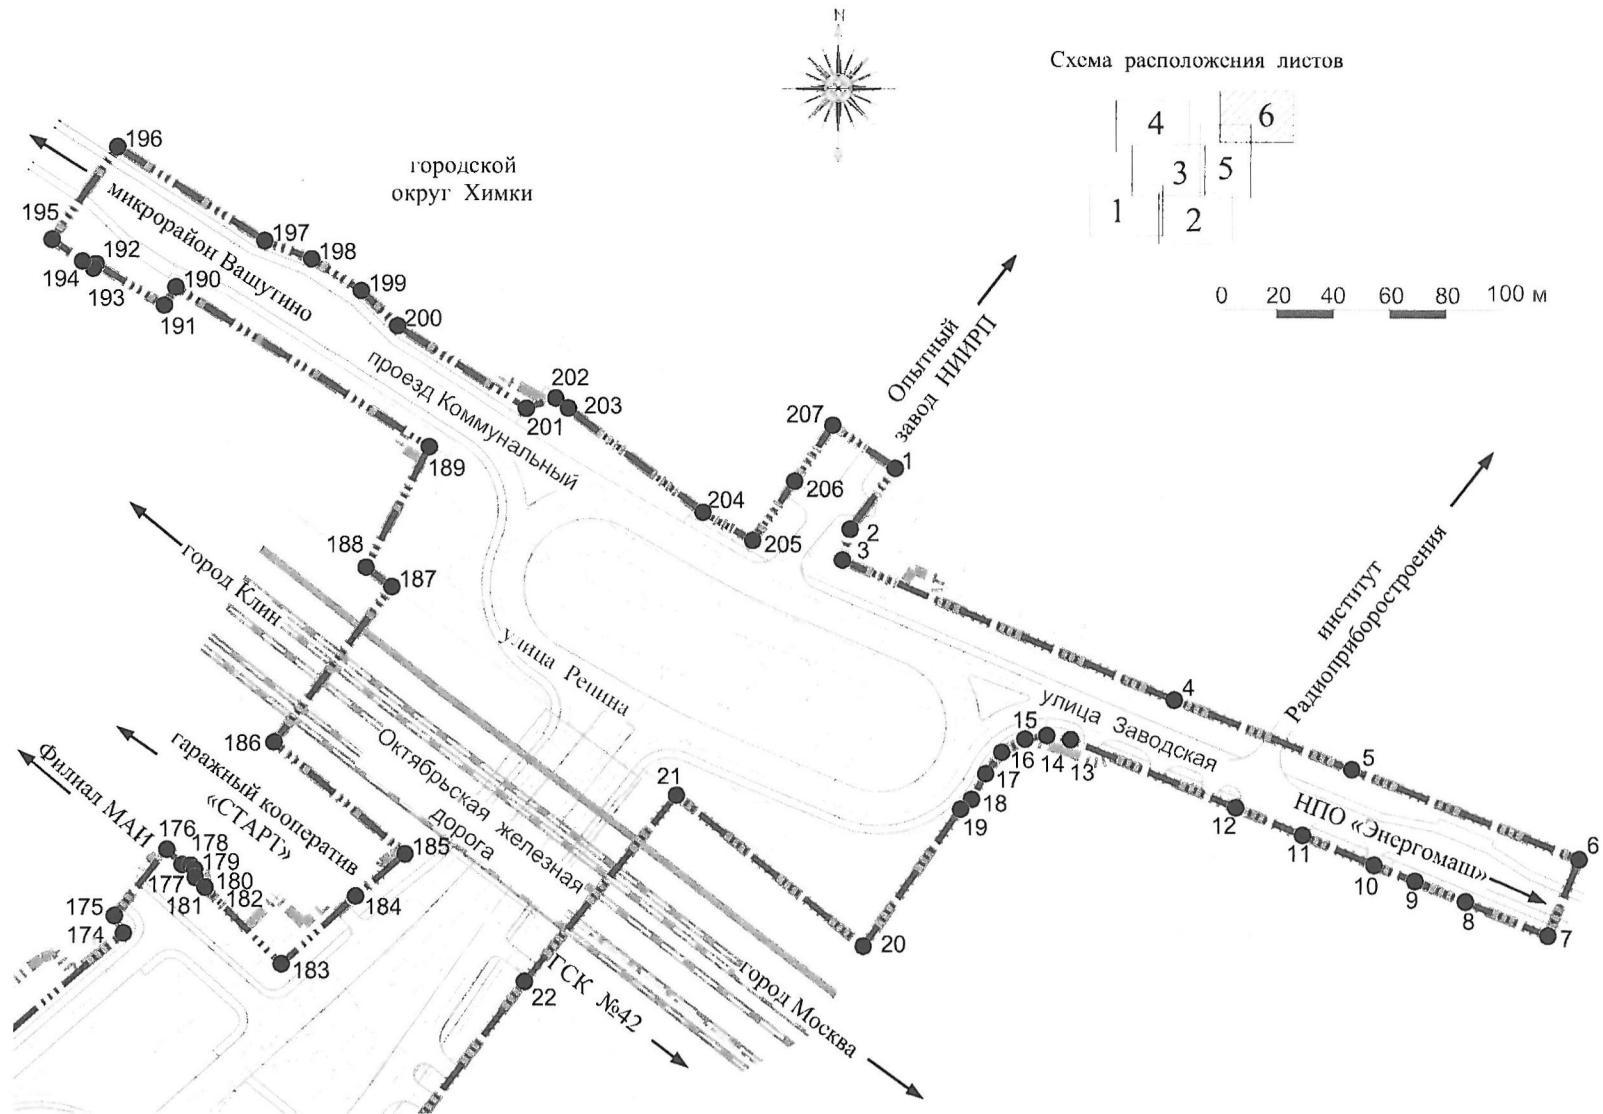 N
Схема расположения листов
4
6
3
5
1
2
0 20 40 60 80 100 м
городской
округ Химки
196
микрорайон Вашутино
195
194
192
193
190
191
197
198
199
200
проезд Коммунальный
201
202
203
189
204
205
206
207
Опытный
завод НИИРП
1
2
3
институт
Радиоприборостроения
188
187
город Клин
улица Репина
4
улица Заводская
5
НПО «Энергомаш»
6
7
8
9
10
11
12
13
14
15
16
17
18
19
20
21
22
186
Октябрьская железная
дорога
гаражный кооператив
«СТАРТ»
Филиал МАИ
176
178
179
177
180
181
182
185
184
183
175
174
ГСК №42
город Москва